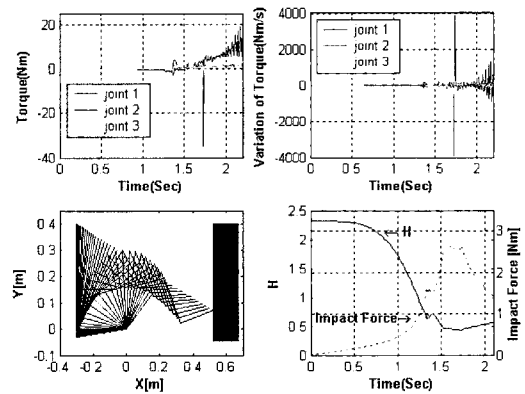 Torque(Nm)
20
0
-20
-40
joint 1
joint 2
joint 3
0 0.5 1 1.5 2
Time(Sec)
Variation of Torque(Nm/s)
4000
2000
0
-2000
-4000
joint 1
joint 2
joint 3
0 0.5 1 1.5 2
Time(Sec)
Y[m]
0.4
0.3
0.2
0.1
0
-0.1
-0.4 -0.2 0 0.2 0.4 0.6
X[m]
H
2.5
2
1.5
1
0.5
0
H
Impact Force
0 0.5 1 1.5 2
Time(Sec)
3
2
1
0
Impact Force [Nm]